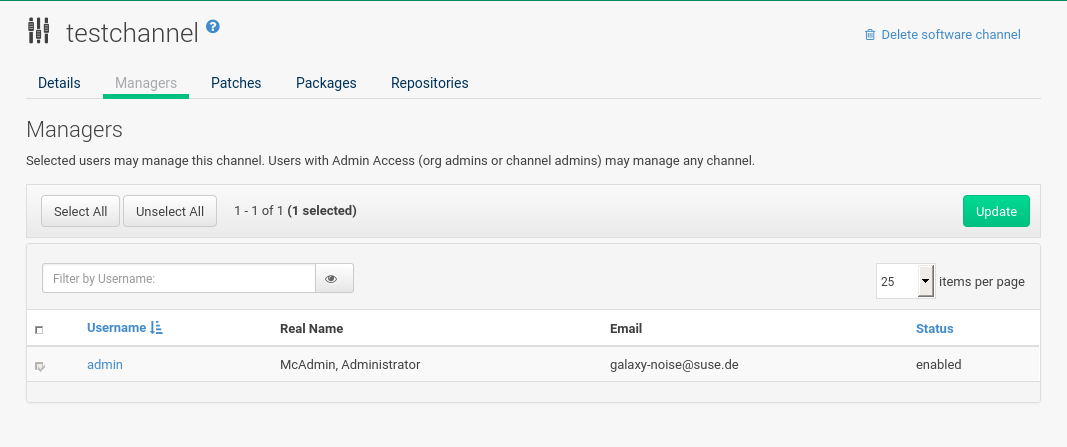 testchannel ?
Delete software channel
Details Managers Patches Packages Repositories
Managers
Selected users may manage this channel. Users with Admin Access (org admins or channel admins) may manage any channel.
Select All Unselect All 1 - 1 of 1 (1 selected) Update
Filter by Username: 25 items per page
Username Real Name Email Status
admin McAdmin, Administrator galaxy-noise@suse.de enabled